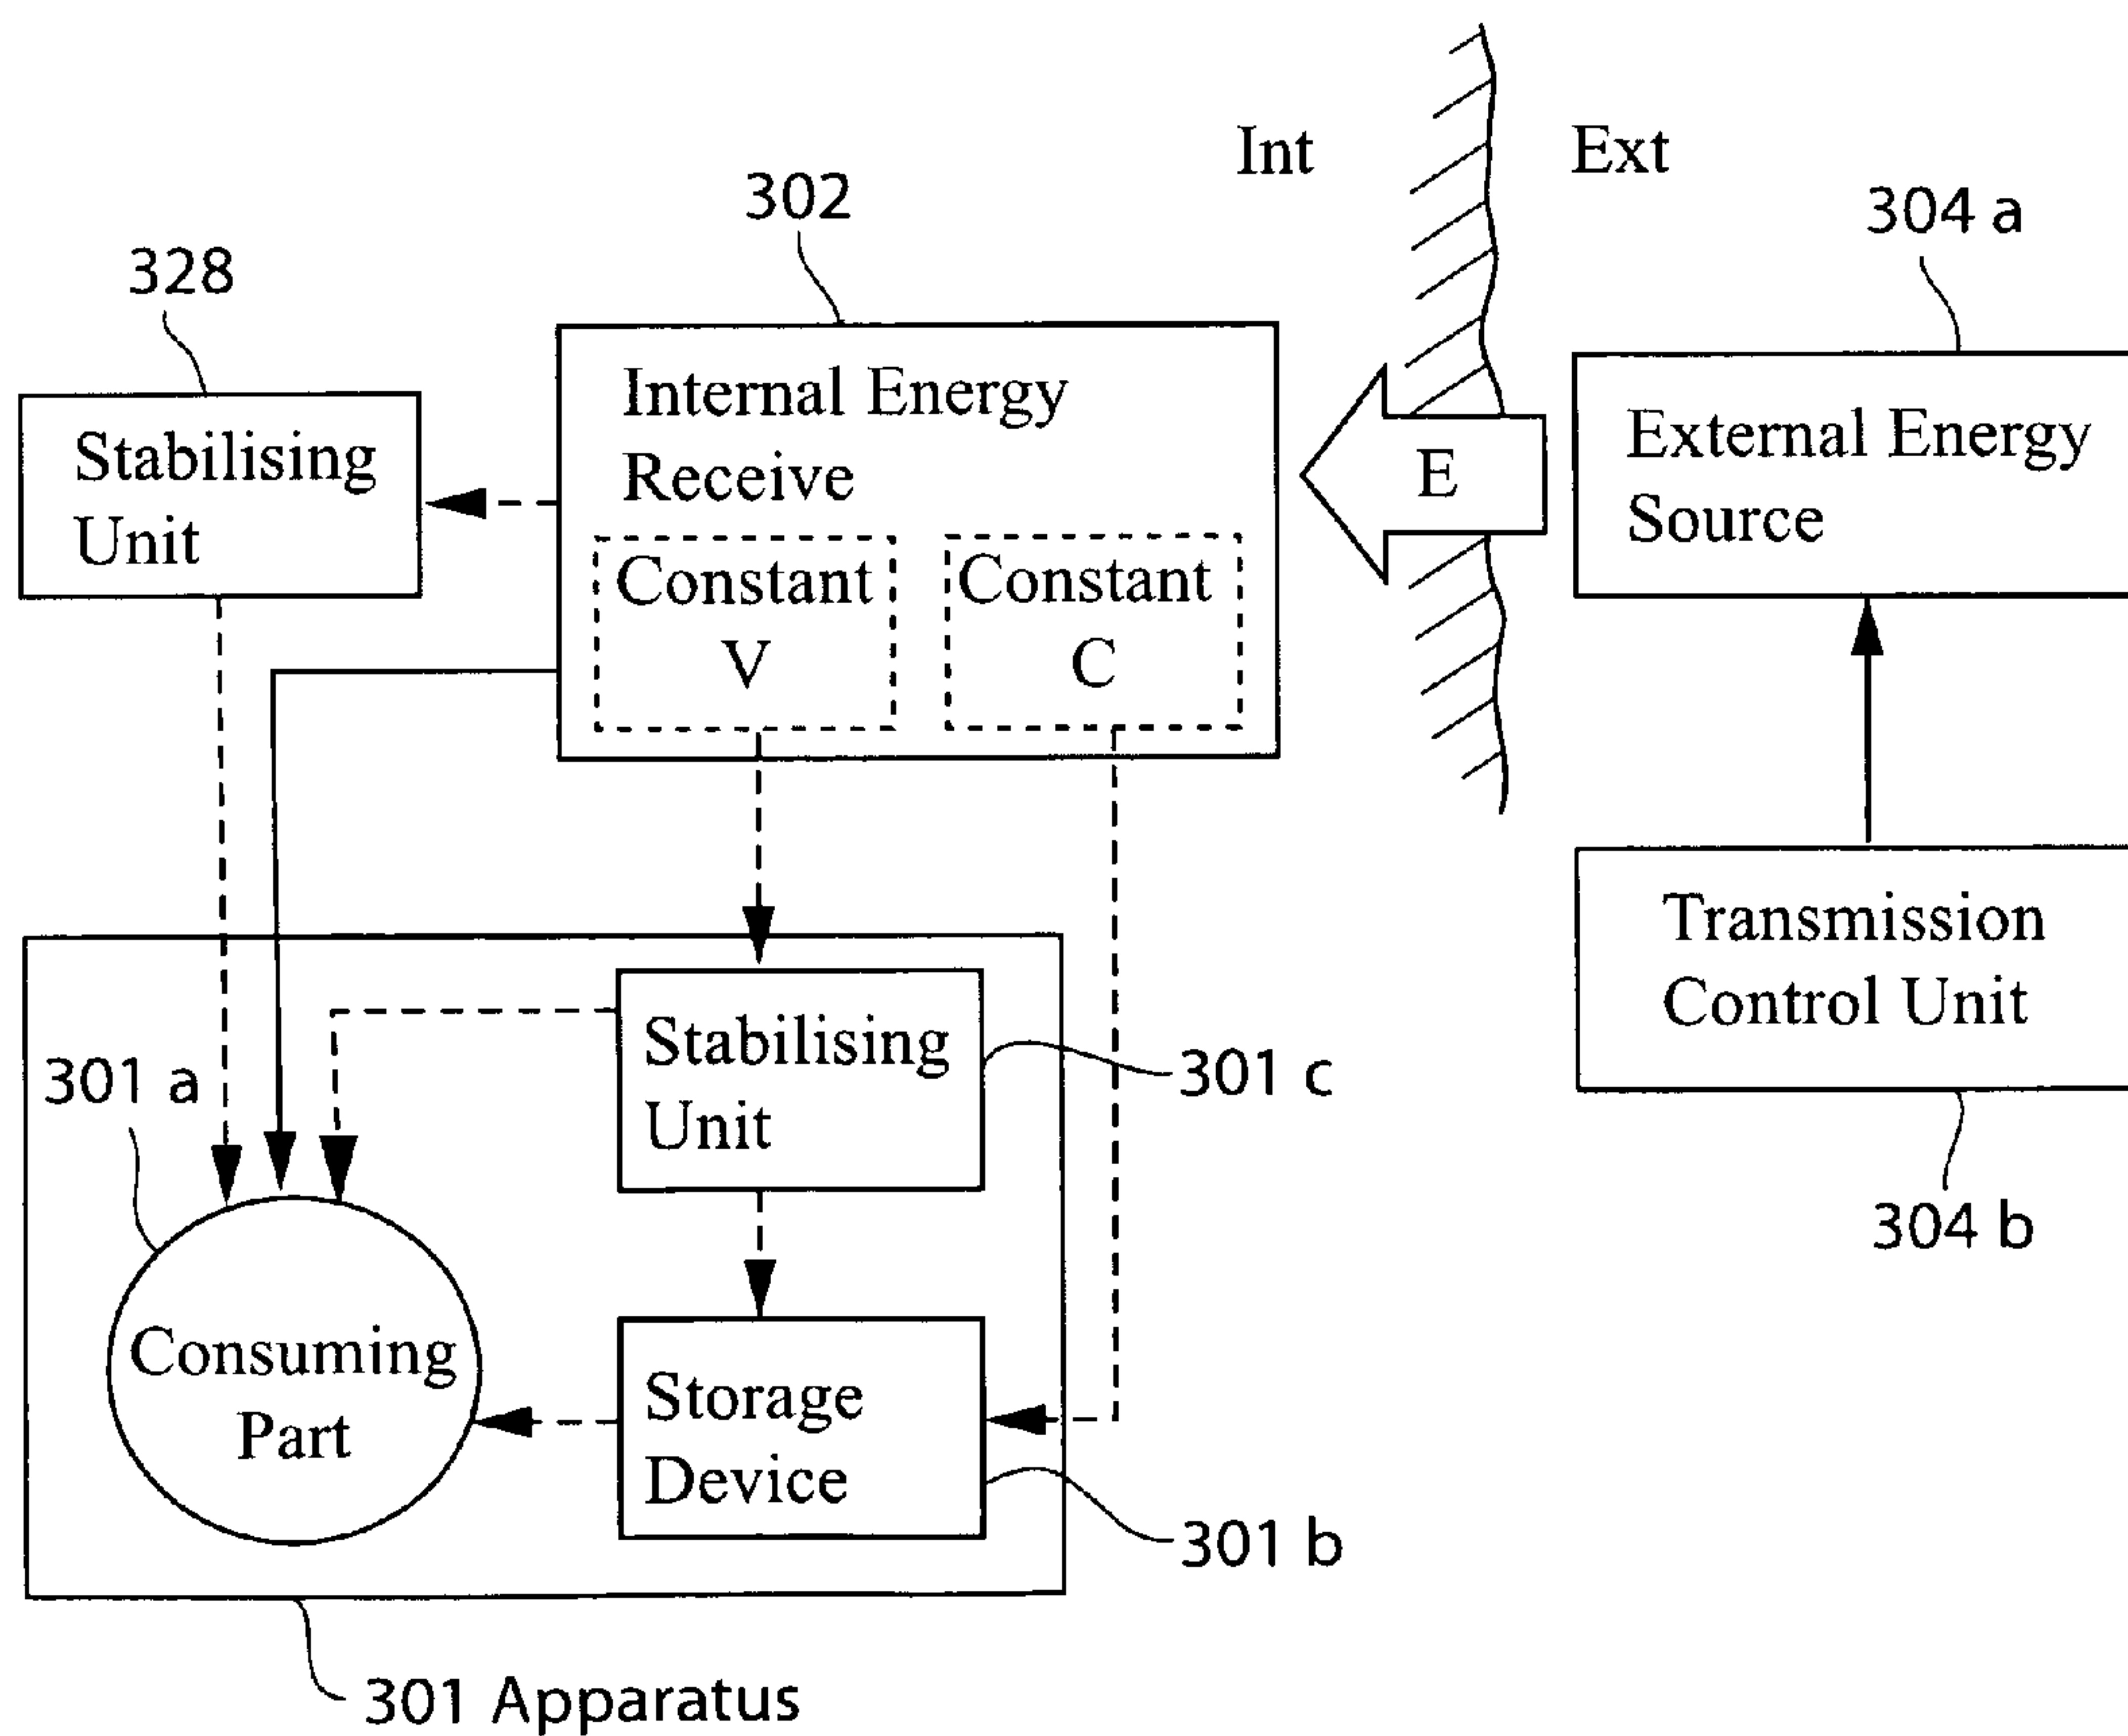 Int
Ext
302
304 a
328
Internal Energy
Receive
Stabilising
Unit
E
External Energy
Source
Constant
V
Constant
C
Transmission
Control Unit
Stabilising
Unit
301 a
301 c
304 b
Consuming
Part
Storage
Device
301 b
301 Apparatus